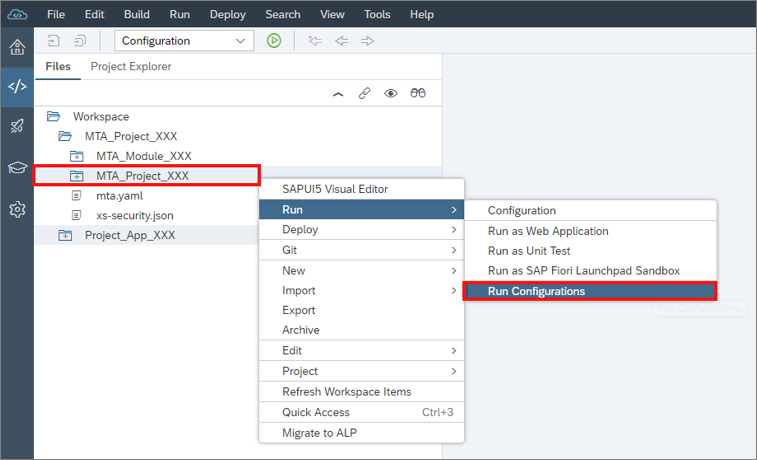 File Edit Build Run Deploy Search View Tools Help
Configuration
Files Project Explorer
Workspace
MTA_Project_XXX
MTA_Module_XXX
MTA_Project_XXX
mta.yaml
xs-security.json
Project_App_XXX
SAPUI5 Visual Editor
Run
Deploy
Git
New
Import
Export
Archive
Edit
Project
Refresh Workspace Items
Quick Access Ctrl+3
Migrate to ALP
Configuration
Run as Web Application
Run as Unit Test
Run as SAP Fiori Launchpad Sandbox
Run Configurations
Run Configurations